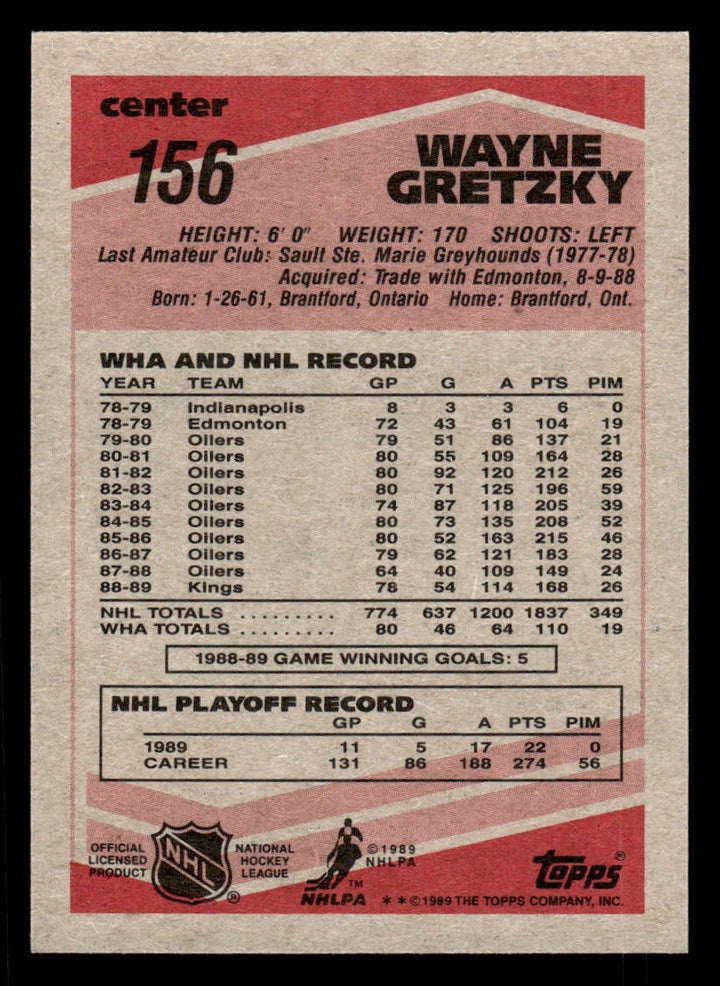 center
156
WAYNE
GRETZKY
HEIGHT: 6' 0" WEIGHT: 170 SHOOTS: LEFT
Last Amateur Club: Sault Ste. Marie Greyhounds (1977-78)
Acquired: Trade with Edmonton, 8-9-88
Born: 1-26-61, Brantford, Ontario Home: Brantford, Ont.
WHA AND NHL RECORD
YEAR TEAM GP G A PTS PIM
78-79 Indianapolis 8 3 3 6 0
78-79 Edmonton 72 43 61 104 19
79-80 Oilers 79 51 86 137 21
80-81 Oilers 80 55 109 164 28
81-82 Oilers 80 92 120 212 26
82-83 Oilers 80 71 125 196 59
83-84 Oilers 74 87 118 205 39
84-85 Oilers 80 73 135 208 52
85-86 Oilers 80 52 163 215 46
86-87 Oilers 79 62 121 183 28
87-88 Oilers 64 40 109 149 24
88-89 Kings 78 54 114 168 26
NHL TOTALS ......... 774 637 1200 1837 349
WHA TOTALS ......... 80 46 64 110 19
1988-89 GAME WINNING GOALS: 5
NHL PLAYOFF RECORD
GP G A PTS PIM
1989 11 5 17 22 0
CAREER 131 86 188 274 56
OFFICIAL
LICENSED
PRODUCT
NHL
®
NATIONAL
HOCKEY
LEAGUE
© 1989
NHLPA
TM
NHLPA
TOPPS®
* * © 1989 THE TOPPS COMPANY, INC.